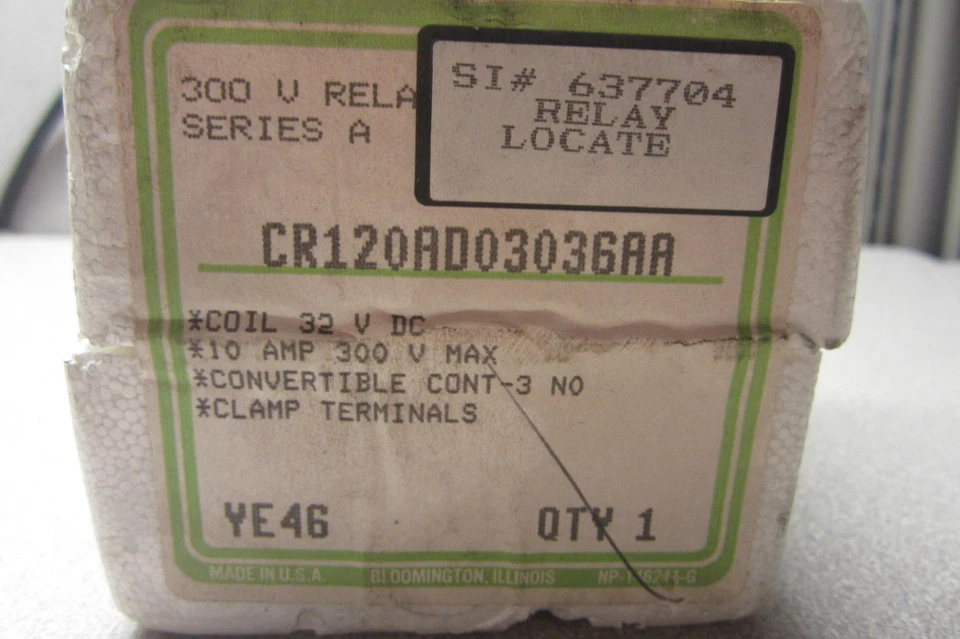 300 V RELA
SERIES A
SI# 637704
RELAY
LOCATE
CR120AD03036AA
*COIL 32 V DC
*10 AMP 300 V MAX
*CONVERTIBLE CONT-3 NO
*CLAMP TERMINALS
YE46 QTY 1
MADE IN U.S.A. BLOOMINGTON, ILLINOIS